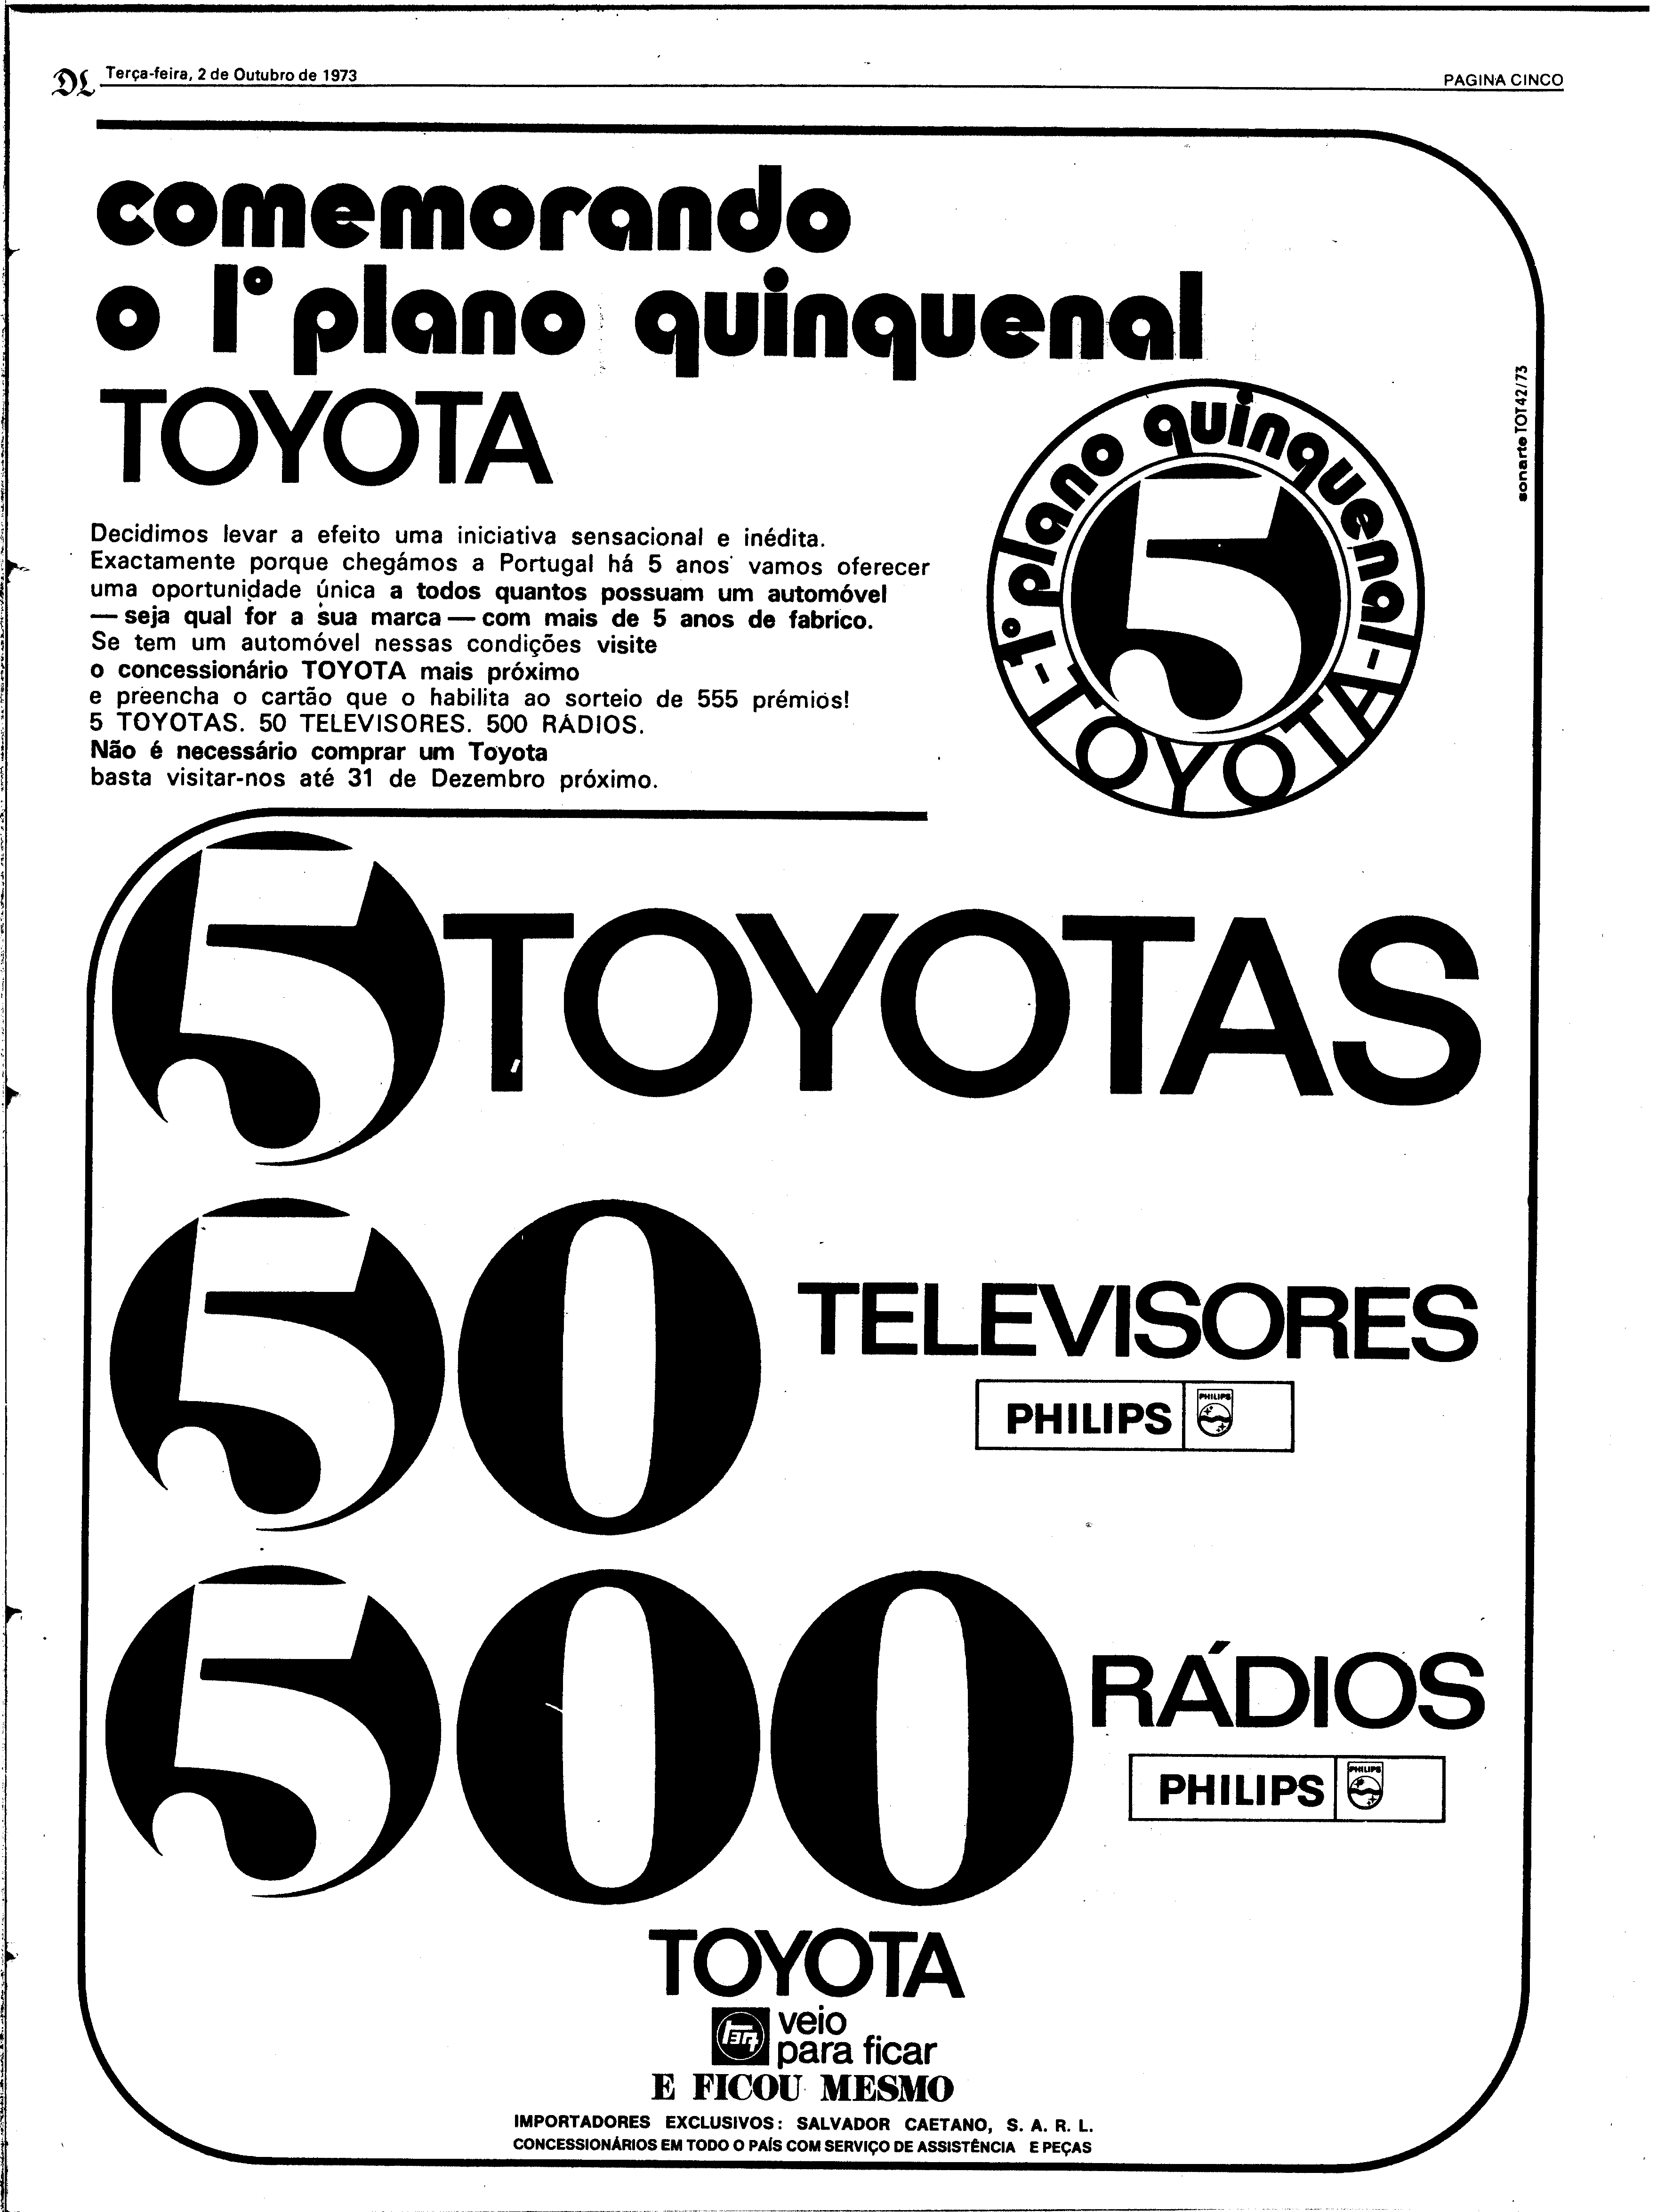 DL Terça-feira, 2 de Outubro de 1973
PAGINA CINCO
comemorando
o 1º plano quinquenal
TOYOTA
sonarte TOT 42/73
1º plano quinquenal
TOYOTA
5
Decidimos levar a efeito uma iniciativa sensacional e inédita.
Exactamente porque chegámos a Portugal há 5 anos vamos oferecer
uma oportunidade única a todos quantos possuam um automóvel
— seja qual for a sua marca — com mais de 5 anos de fabrico.
Se tem um automóvel nessas condições visite
o concessionário TOYOTA mais próximo
e preencha o cartão que o habilita ao sorteio de 555 prémios!
5 TOYOTAS. 50 TELEVISORES. 500 RÁDIOS.
Não é necessário comprar um Toyota
basta visitar-nos até 31 de Dezembro próximo.
5 TOYOTAS
50 TELEVISORES
PHILIPS PHILIPS
500 RÁDIOS
PHILIPS PHILIPS
TOYOTA
veio
para ficar
E FICOU MESMO
IMPORTADORES EXCLUSIVOS: SALVADOR CAETANO, S. A. R. L.
CONCESSIONÁRIOS EM TODO O PAÍS COM SERVIÇO DE ASSISTÊNCIA E PEÇAS